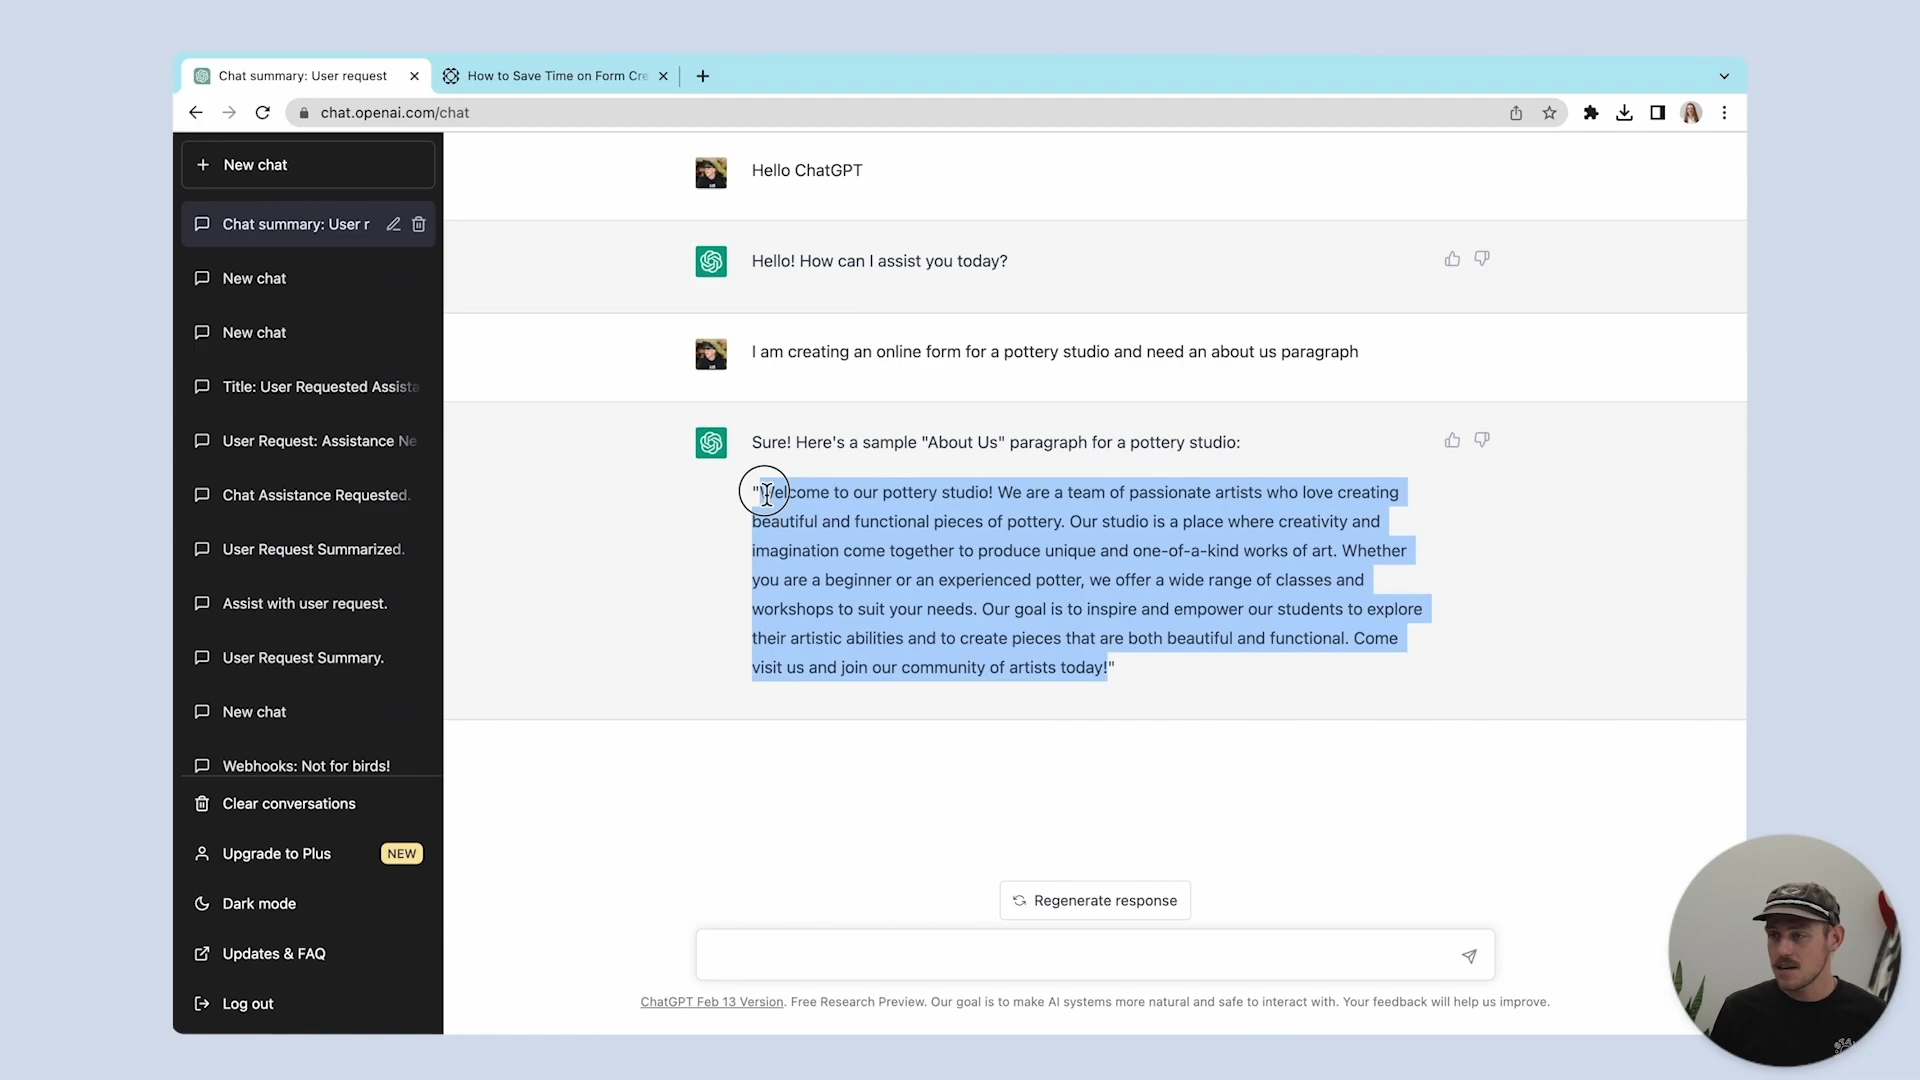 Chat summary: User request
How to Save Time on Form Cre
chat.openai.com/chat
New chat
Chat summary: User r
New chat
New chat
Title: User Requested Assista
User Request: Assistance Ne
Chat Assistance Requested.
User Request Summarized.
Assist with user request.
User Request Summary.
New chat
Webhooks: Not for birds!
Clear conversations
Upgrade to Plus NEW
Dark mode
Updates & FAQ
Log out
Hello ChatGPT
Hello! How can I assist you today?
I am creating an online form for a pottery studio and need an about us paragraph
Sure! Here's a sample "About Us" paragraph for a pottery studio:
"Welcome to our pottery studio! We are a team of passionate artists who love creating
beautiful and functional pieces of pottery. Our studio is a place where creativity and
imagination come together to produce unique and one-of-a-kind works of art. Whether
you are a beginner or an experienced potter, we offer a wide range of classes and
workshops to suit your needs. Our goal is to inspire and empower our students to explore
their artistic abilities and to create pieces that are both beautiful and functional. Come
visit us and join our community of artists today!"
Regenerate response
ChatGPT Feb 13 Version. Free Research Preview. Our goal is to make AI systems more natural and safe to interact with. Your feedback will help us improve.